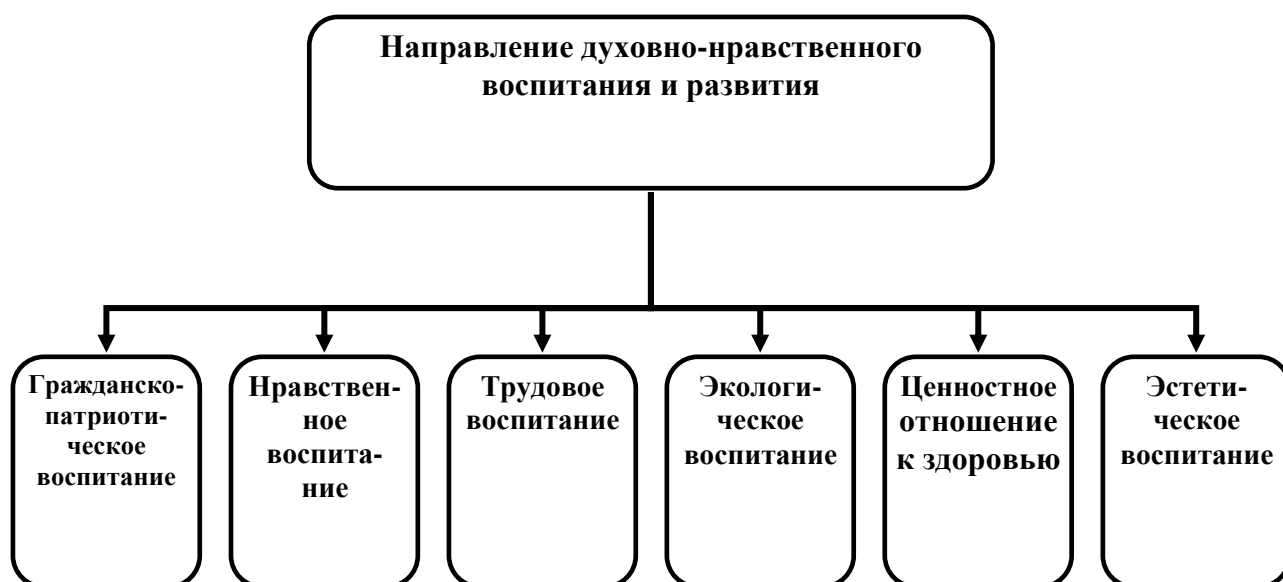 Направление духовно-нравственного
воспитания и развития
Гражданско-
патриоти-
ческое
воспитание
Нравствен-
ное
воспита-
ние
Трудовое
воспитание
Экологи-
ческое
воспитание
Ценностное
отношение
к здоровью
Эстети-
ческое
воспитание